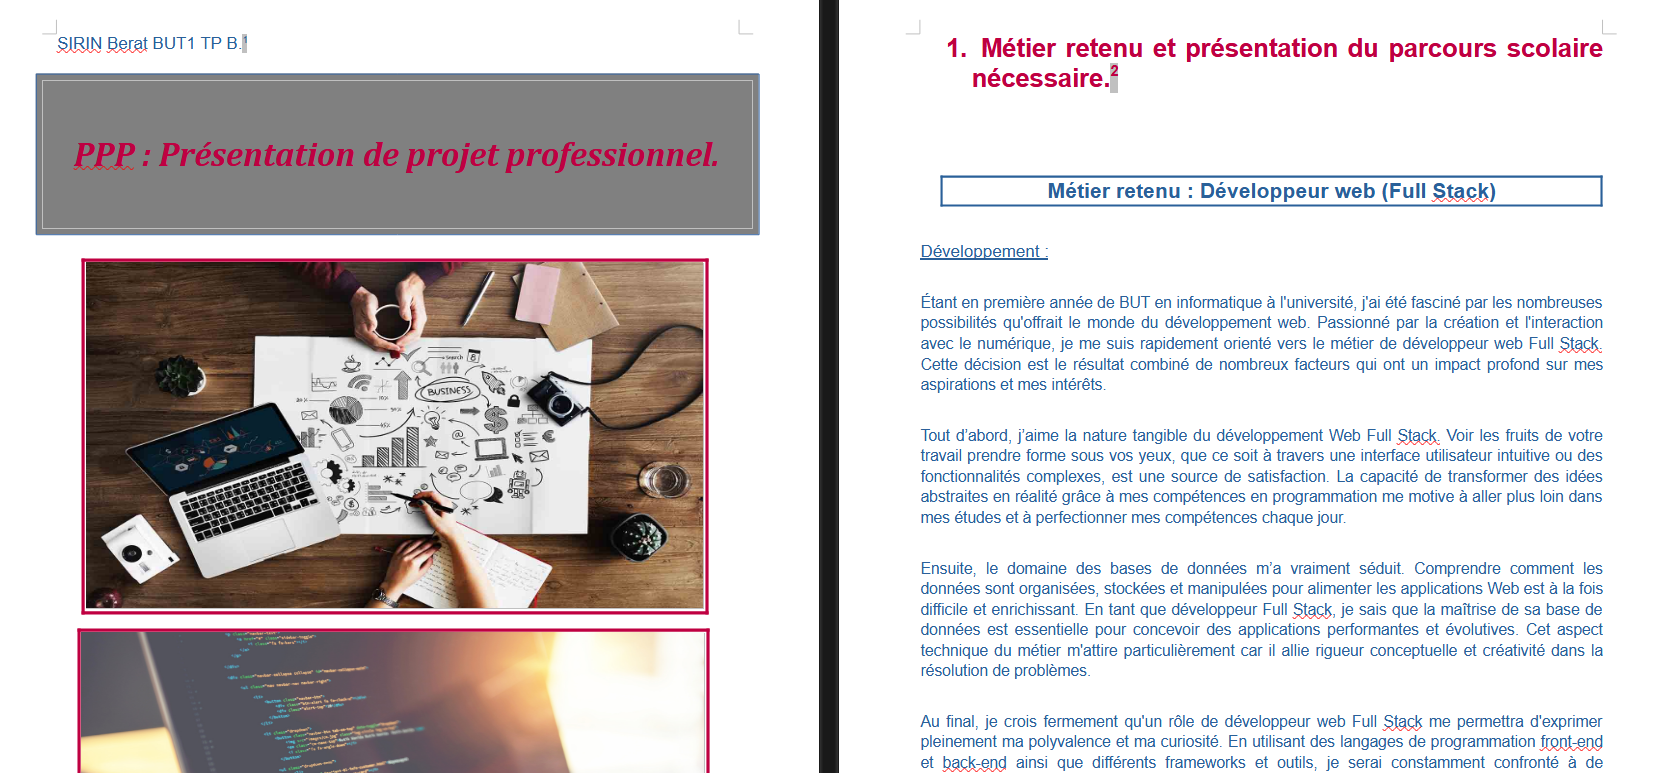 SIRIN Berat BUT1 TP B.¹
PPP : Présentation de projet professionnel.
BUSINESS
search
1. Métier retenu et présentation du parcours scolaire
nécessaire.²
Métier retenu : Développeur web (Full Stack)
Développement :
Étant en première année de BUT en informatique à l'université, j'ai été fasciné par les nombreuses
possibilités qu'offrait le monde du développement web. Passionné par la création et l'interaction
avec le numérique, je me suis rapidement orienté vers le métier de développeur web Full Stack.
Cette décision est le résultat combiné de nombreux facteurs qui ont un impact profond sur mes
aspirations et mes intérêts.
Tout d’abord, j’aime la nature tangible du développement Web Full Stack. Voir les fruits de votre
travail prendre forme sous vos yeux, que ce soit à travers une interface utilisateur intuitive ou des
fonctionnalités complexes, est une source de satisfaction. La capacité de transformer des idées
abstraites en réalité grâce à mes compétences en programmation me motive à aller plus loin dans
mes études et à perfectionner mes compétences chaque jour.
Ensuite, le domaine des bases de données m’a vraiment séduit. Comprendre comment les
données sont organisées, stockées et manipulées pour alimenter les applications Web est à la fois
difficile et enrichissant. En tant que développeur Full Stack, je sais que la maîtrise de sa base de
données est essentielle pour concevoir des applications performantes et évolutives. Cet aspect
technique du métier m'attire particulièrement car il allie rigueur conceptuelle et créativité dans la
résolution de problèmes.
Au final, je crois fermement qu'un rôle de développeur web Full Stack me permettra d'exprimer
pleinement ma polyvalence et ma curiosité. En utilisant des langages de programmation front-end
et back-end ainsi que différents frameworks et outils, je serai constamment confronté à de